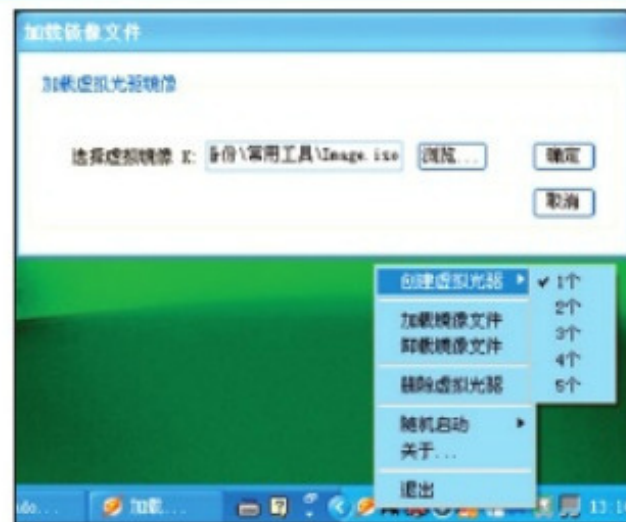 加载镜像文件
加载虚拟光驱镜像
选择虚拟镜像 K: 备份\常用工具\Image.iso 浏览... 确定
取消
创建虚拟光驱
1个
2个
3个
4个
5个
加载镜像文件
卸载镜像文件
删除虚拟光驱
随机启动
关于...
退出
加载...